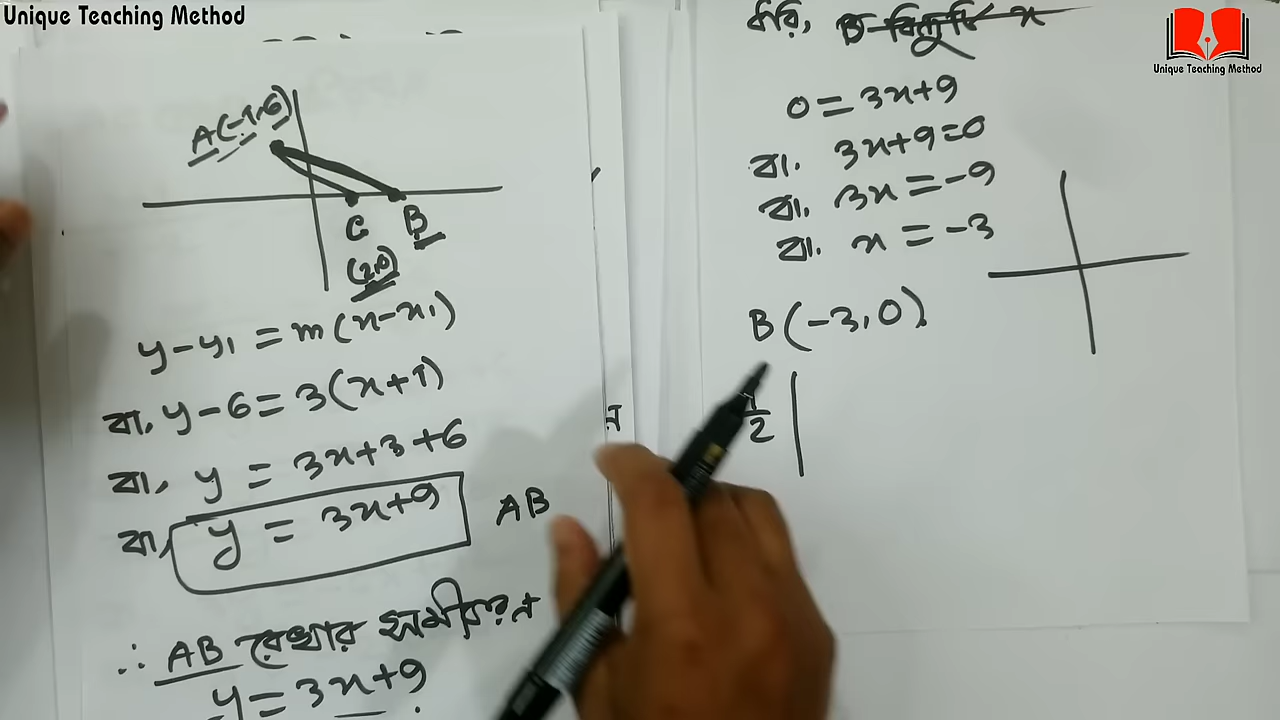 Unique Teaching Method
A(-1,6)
C
B
(2,0)
y-y₁ = m(x-x₁)
বা, y-6 = 3(x+1)
বা, y = 3x+3+6
বা, y = 3x+9
AB
∴ AB রেখার সমীকরণ
y = 3x+9
ধরি, B
0 = 3x+9
বা. 3x+9=0
বা. 3x = -9
বা. x = -3
B(-3,0)
1
2
Unique Teaching Method